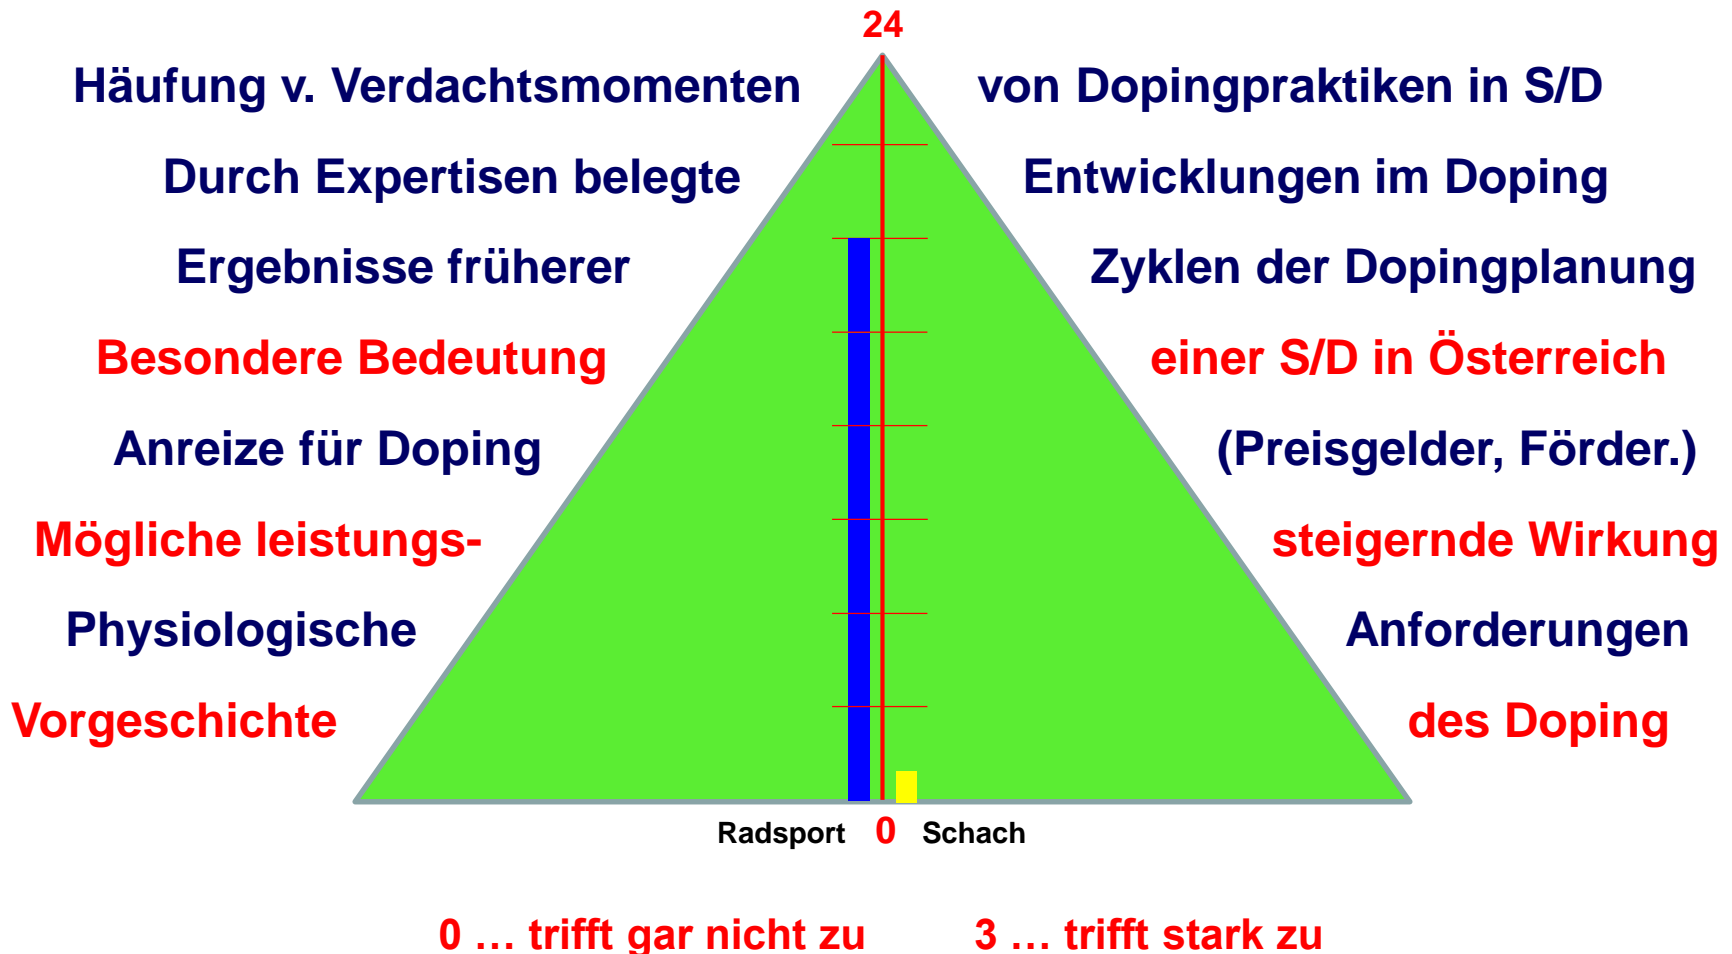 24
Häufung v. Verdachtsmomenten von Dopingpraktiken in S/D
Durch Expertisen belegte Entwicklungen im Doping
Ergebnisse früherer Zyklen der Dopingplanung
Besondere Bedeutung einer S/D in Österreich
Anreize für Doping (Preisgelder, Förder.)
Mögliche leistungs- steigernde Wirkung
Physiologische Anforderungen
Vorgeschichte des Doping
Radsport 0 Schach
0 … trifft gar nicht zu 3 … trifft stark zu